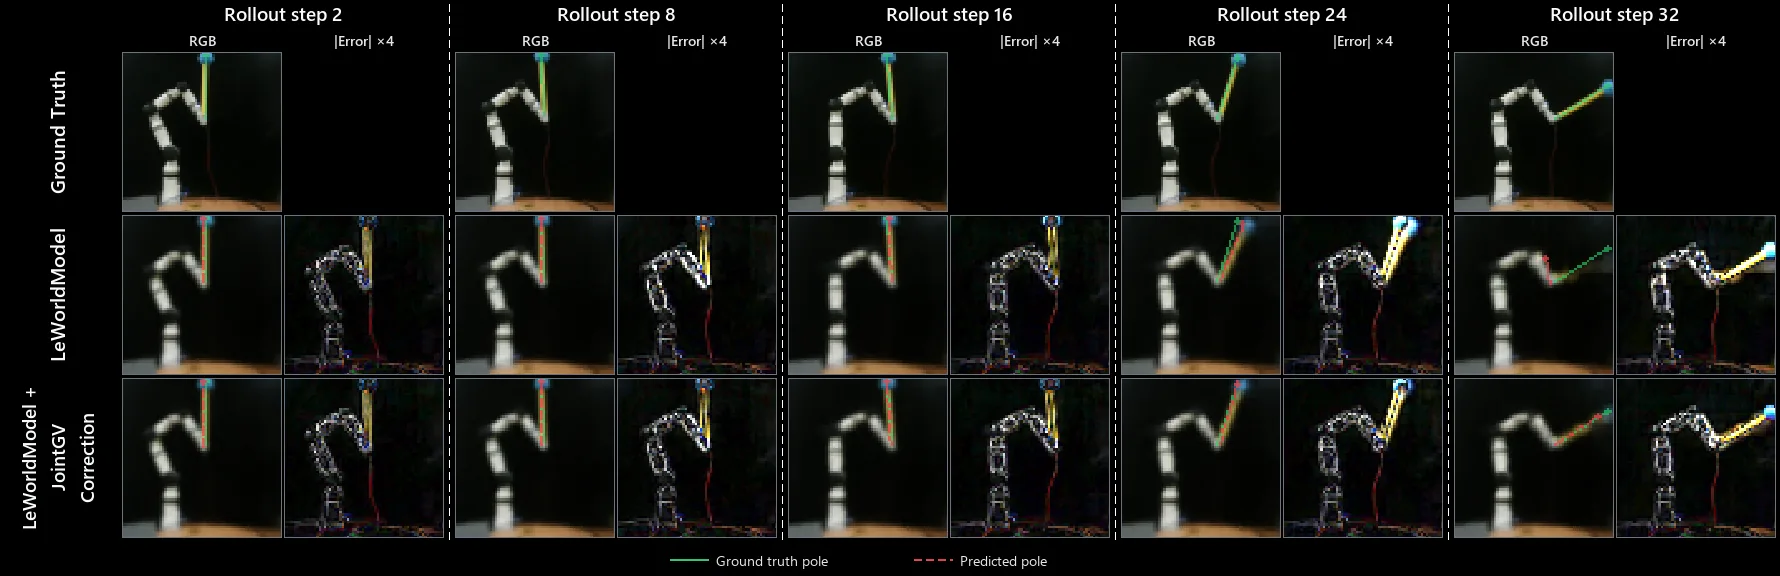 Rollout step 2
Rollout step 8
Rollout step 16
Rollout step 24
Rollout step 32
RGB
|Error| ×4
RGB
|Error| ×4
RGB
|Error| ×4
RGB
|Error| ×4
RGB
|Error| ×4
Ground Truth
LeWorldModel
LeWorldModel +
JointGV
Correction
Ground truth pole
Predicted pole